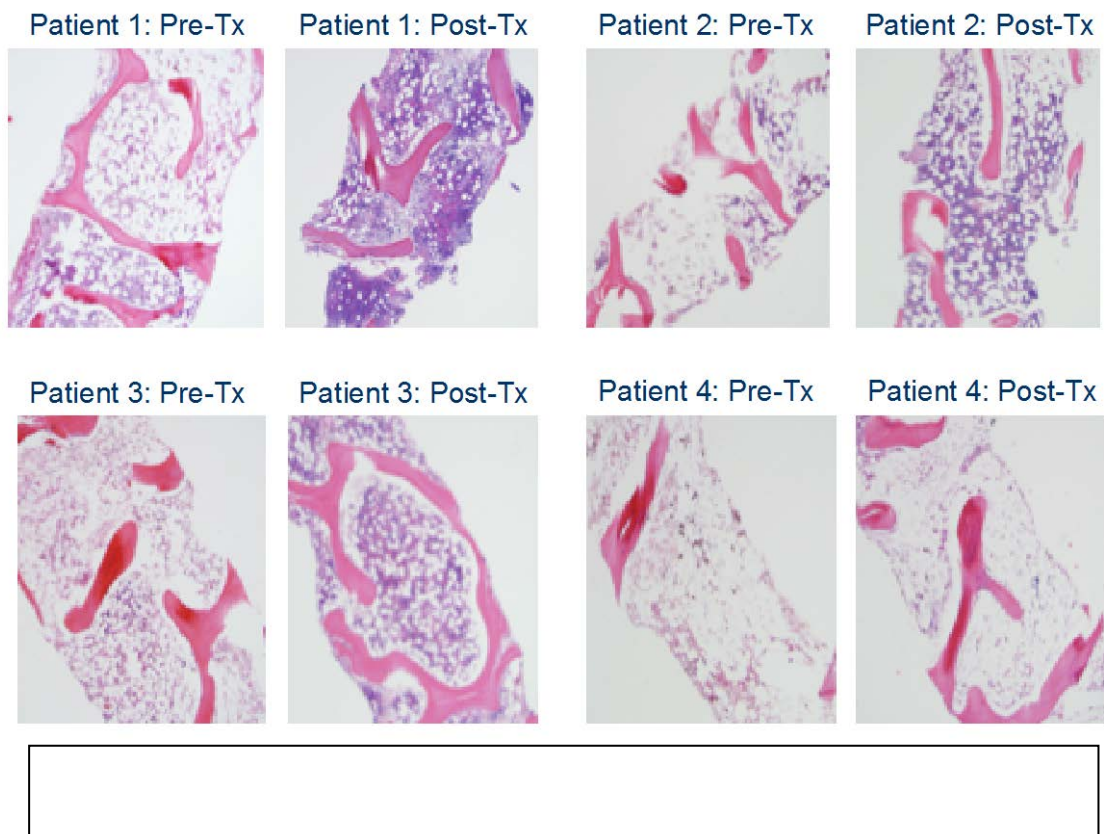 Patient 1: Pre-Tx
Patient 1: Post-Tx
Patient 2: Pre-Tx
Patient 2: Post-Tx
Patient 3: Pre-Tx
Patient 3: Post-Tx
Patient 4: Pre-Tx
Patient 4: Post-Tx